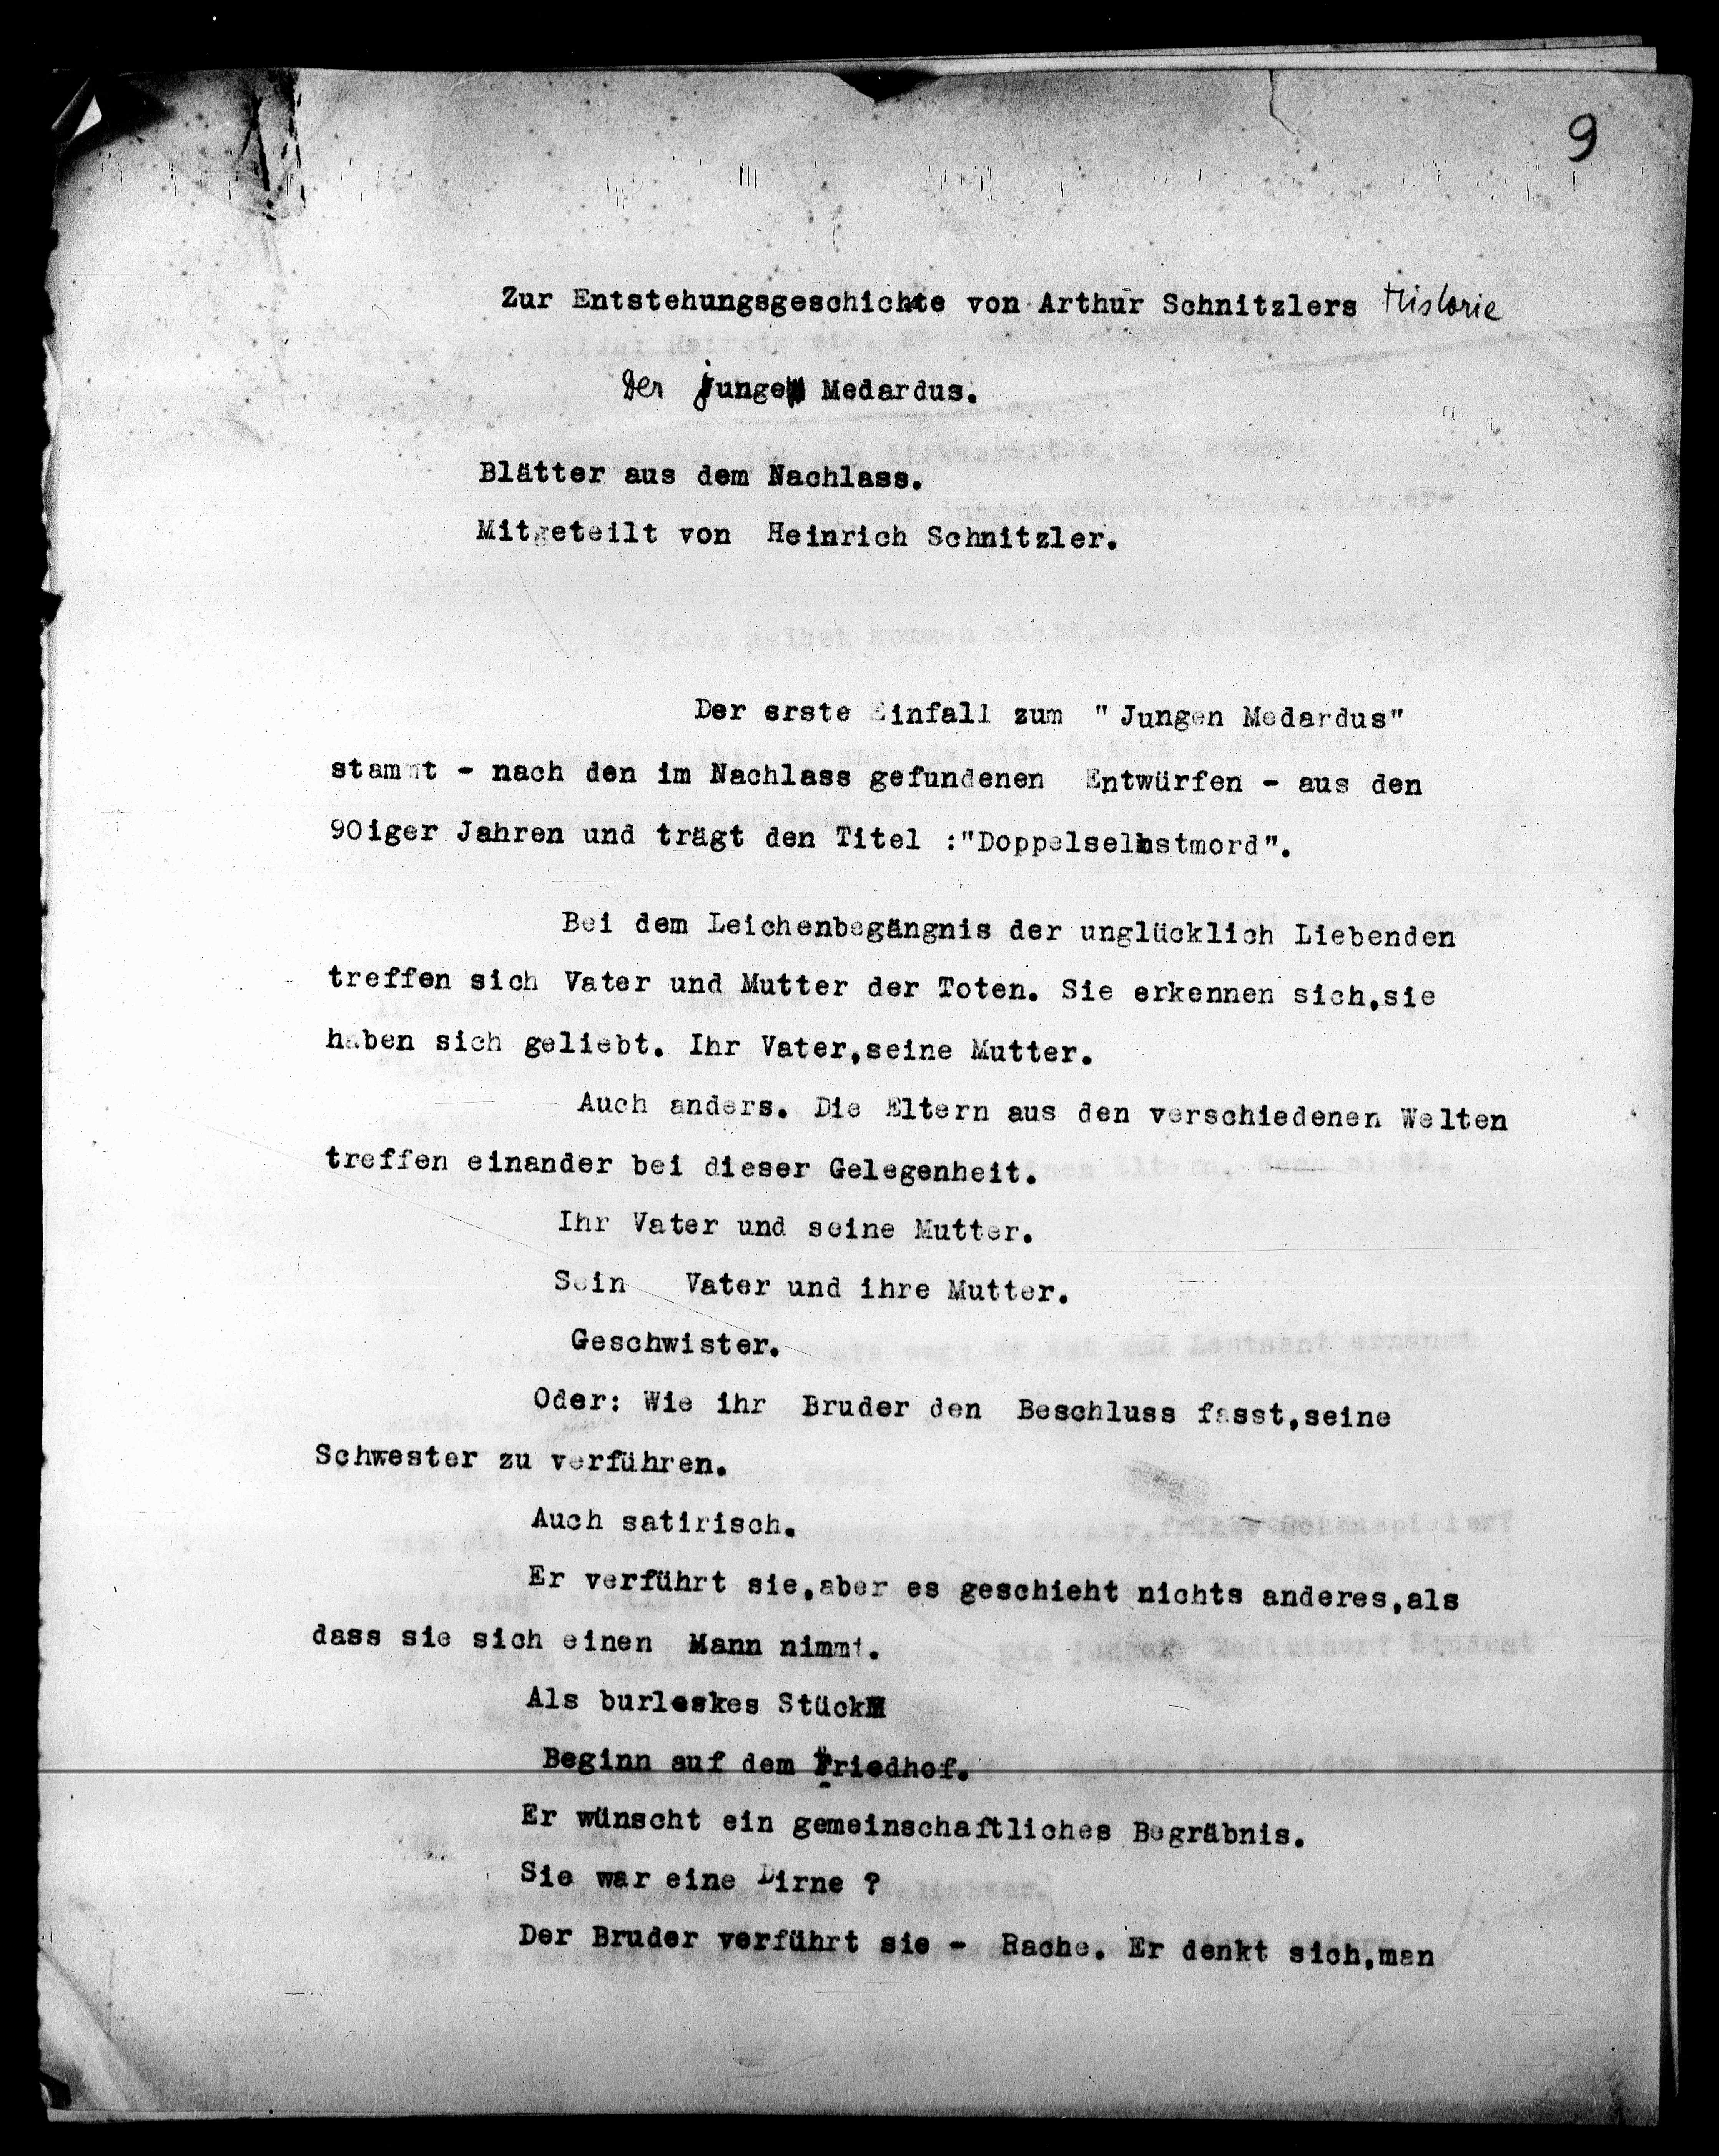 9
Zur Entstehungsgeschichte von Arthur Schnitzlers Historie
Der junge Medardus.
Blätter aus dem Nachlass.
Mitgeteilt von Heinrich Schnitzler.
Der erste Einfall zum "Jungen Medardus"
stammt - nach den im Nachlass gefundenen Entwürfen - aus den
90iger Jahren und trägt den Titel :"Doppelselbstmord".
Bei dem Leichenbegängnis der unglücklich Liebenden
treffen sich Vater und Mutter der Toten. Sie erkennen sich,sie
haben sich geliebt. Ihr Vater,seine Mutter.
Auch anders. Die Eltern aus den verschiedenen Welten
treffen einander bei dieser Gelegenheit.
Ihr Vater und seine Mutter.
Sein Vater und ihre Mutter.
Geschwister.
Oder: Wie ihr Bruder den Beschluss fasst,seine
Schwester zu verführen.
Auch satirisch.
Er verführt sie,aber es geschieht nichts anderes,als
dass sie sich einen Mann nimmt.
Als burleskes Stück
Beginn auf dem Friedhof.
Er wünscht ein gemeinschaftliches Begräbnis.
Sie war eine Dirne ?
Der Bruder verführt sie - Rache. Er denkt sich,man